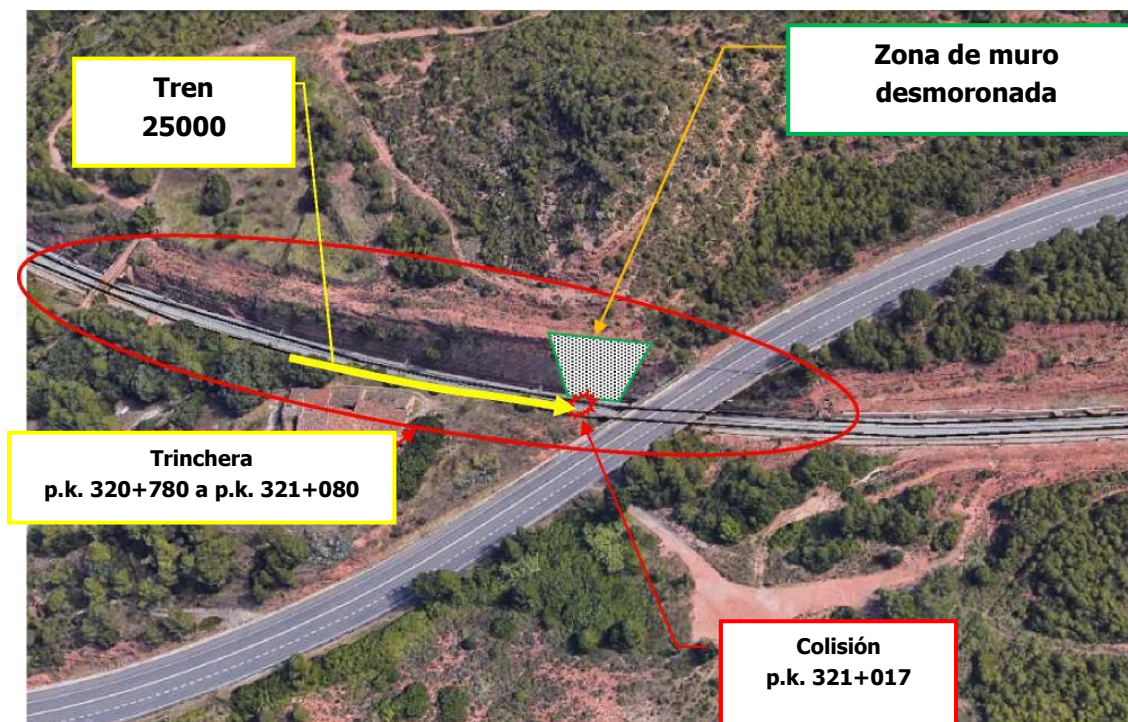 Tren
25000
Zona de muro
desmoronada
Trinchera
p.k. 320+780 a p.k. 321+080
Colisión
p.k. 321+017